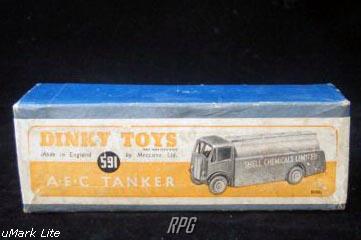 DINKY TOYS
Made in England 591 by Meccano Ltd.
A·E·C TANKER
SHELL CHEMICALS LIMITED
RPG
uMark Lite